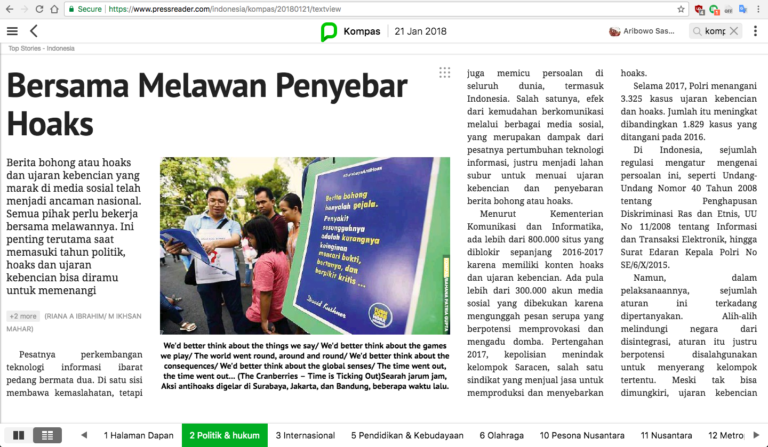 Secure
https://www.pressreader.com/indonesia/kompas/20180121/textview
Kompas
21 Jan 2018
Aribowo Sas...
Top Stories - Indonesia
Bersama Melawan Penyebar
Hoaks
Berita bohong atau hoaks
dan ujaran kebencian yang
marak di media sosial telah
menjadi ancaman nasional.
Semua pihak perlu bekerja
bersama melawannya. Ini
penting terutama saat
memasuki tahun politik,
hoaks dan ujaran
kebencian bisa diramu
untuk memenangi
+2 more
(RIANA A IBRAHIM/ M IKHSAN
MAHAR)
Pesatnya perkembangan
teknologi informasi ibarat
pedang bermata dua. Di satu sisi
membawa kemaslahatan, tetapi
Berita bohong
hanyalah gejala.
Penyakit
sesungguhnya
adalah kurangnya
keinginan
mencari bukti,
bertanya, dan
berpikir kritis ...
We'd better think about the things we say/ We'd better think about the games
we play/ The world went round, around and round/ We'd better think about the
consequences/ We'd better think about the global senses/ The time went out,
the time went out... (The Cranberries – Time is Ticking Out)Searah jarum jam,
Aksi antihoaks digelar di Surabaya, Jakarta, dan Bandung, beberapa waktu lalu.
juga memicu persoalan di
seluruh dunia, termasuk
Indonesia. Salah satunya, efek
dari kemudahan berkomunikasi
melalui berbagai media sosial,
yang merupakan dampak dari
pesatnya pertumbuhan teknologi
informasi, justru menjadi lahan
subur untuk menuai ujaran
kebencian dan penyebaran
berita bohong atau hoaks.
Menurut Kementerian
Komunikasi dan Informatika,
ada lebih dari 800.000 situs yang
diblokir sepanjang 2016-2017
karena memiliki konten hoaks
dan ujaran kebencian. Ada pula
lebih dari 300.000 akun media
sosial yang dibekukan karena
mengunggah pesan serupa yang
berpotensi memprovokasi dan
mengadu domba. Pertengahan
2017, kepolisian menindak
kelompok Saracen, salah satu
sindikat yang menjual jasa untuk
memproduksi dan menyebarkan
hoaks.
Selama 2017, Polri menangani
3.325 kasus ujaran kebencian
dan hoaks. Jumlah itu meningkat
dibandingkan 1.829 kasus yang
ditangani pada 2016.
Di Indonesia, sejumlah
regulasi mengatur mengenai
persoalan ini, seperti Undang-
Undang Nomor 40 Tahun 2008
tentang Penghapusan
Diskriminasi Ras dan Etnis, UU
No 11/2008 tentang Informasi
dan Transaksi Elektronik, hingga
Surat Edaran Kepala Polri No
SE/6/X/2015.
Namun, dalam
pelaksanaannya, sejumlah
aturan ini terkadang
dipertanyakan. Alih-alih
melindungi negara dari
disintegrasi, aturan itu justru
berpotensi disalahgunakan
untuk menyerang kelompok
tertentu. Meski tak bisa
dimungkiri, ujaran kebencian
1 Halaman Dapan
2 Politik & hukum
3 Internasional
5 Pendidikan & Kebudayaan
6 Olahraga
10 Pesona Nusantara
11 Nusantara
12 Metrop